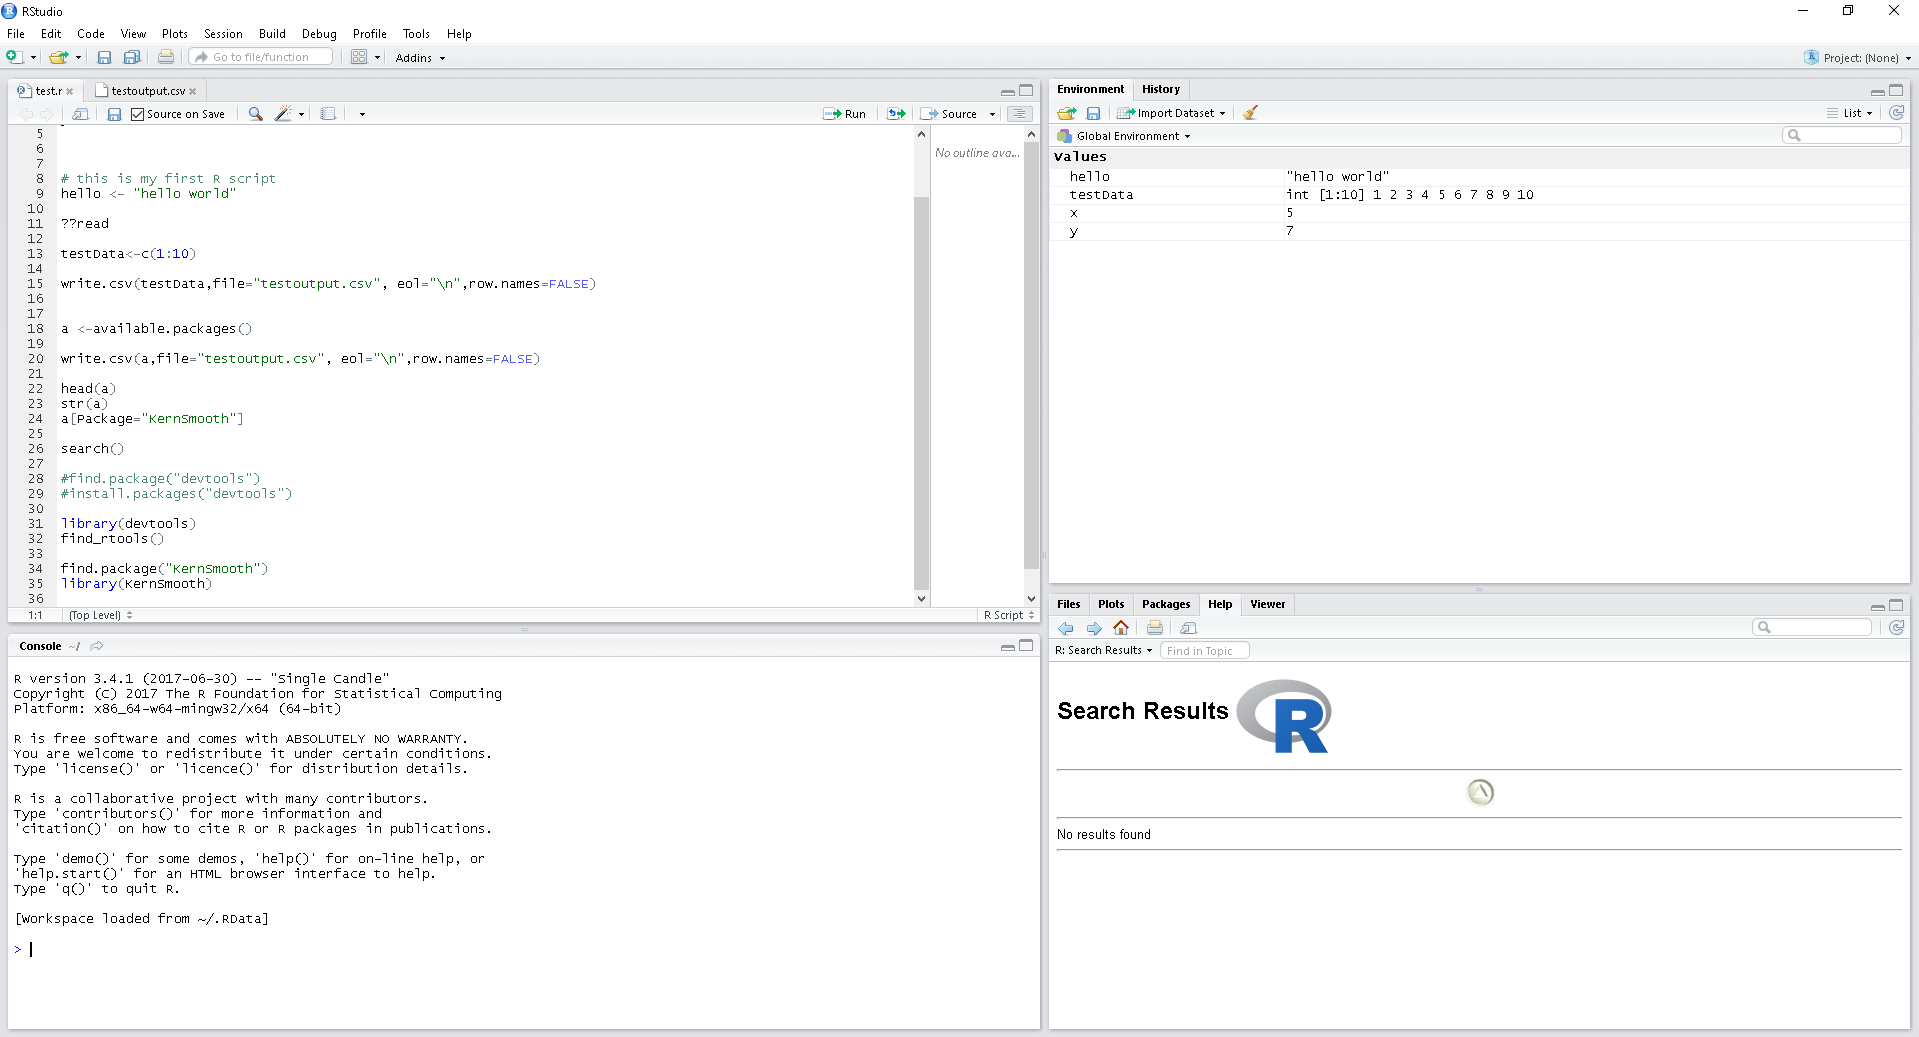 RStudio
File Edit Code View Plots Session Build Debug Profile Tools Help
Go to file/function Addins Project: (None)
test.r testoutput.csv
Source on Save Run Source
5
6
7
8 # this is my first R script
9 hello <- "hello world"
10
11 ??read
12
13 testData<-c(1:10)
14
15 write.csv(testData,file="testoutput.csv", eol="\n",row.names=FALSE)
16
17
18 a <-available.packages()
19
20 write.csv(a,file="testoutput.csv", eol="\n",row.names=FALSE)
21
22 head(a)
23 str(a)
24 a[Package="KernSmooth"]
25
26 search()
27
28 #find.package("devtools")
29 #install.packages("devtools")
30
31 library(devtools)
32 find_rtools()
33
34 find.package("KernSmooth")
35 library(KernSmooth)
36
No outline ava...
1:1 (Top Level) R Script
Console ~/
R version 3.4.1 (2017-06-30) -- "Single Candle"
Copyright (C) 2017 The R Foundation for Statistical Computing
Platform: x86_64-w64-mingw32/x64 (64-bit)
R is free software and comes with ABSOLUTELY NO WARRANTY.
You are welcome to redistribute it under certain conditions.
Type 'license()' or 'licence()' for distribution details.
R is a collaborative project with many contributors.
Type 'contributors()' for more information and
'citation()' on how to cite R or R packages in publications.
Type 'demo()' for some demos, 'help()' for on-line help, or
'help.start()' for an HTML browser interface to help.
Type 'q()' to quit R.
[Workspace loaded from ~/.RData]
>
Environment History
Import Dataset List
Global Environment
Values
hello "hello world"
testData int [1:10] 1 2 3 4 5 6 7 8 9 10
x 5
y 7
Files Plots Packages Help Viewer
R: Search Results Find in Topic
Search Results R
No results found